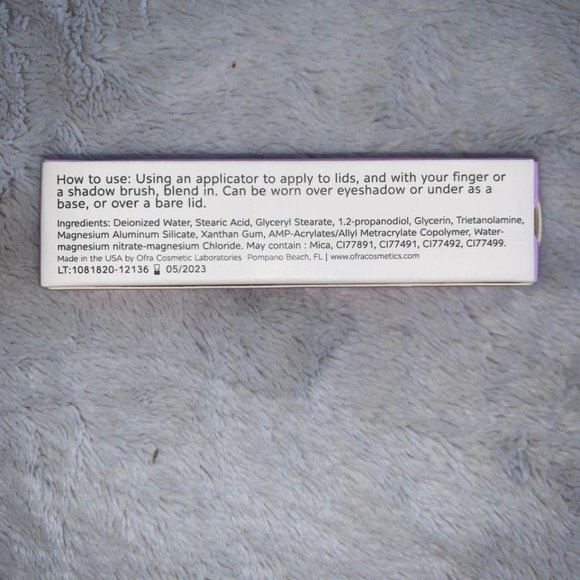 How to use: Using an applicator to apply to lids, and with your finger or
a shadow brush, blend in. Can be worn over eyeshadow or under as a
base, or over a bare lid.
Ingredients: Deionized Water, Stearic Acid, Glyceryl Stearate, 1.2-propanodiol, Glycerin, Trietanolamine,
Magnesium Aluminum Silicate, Xanthan Gum, AMP-Acrylates/Allyl Metracrylate Copolymer, Water-
magnesium nitrate-magnesium Chloride. May contain : Mica, CI77891, CI77491, CI77492, CI77499.
Made in the USA by Ofra Cosmetic Laboratories Pompano Beach, FL | www.ofracosmetics.com
LT:1081820-12136 05/2023